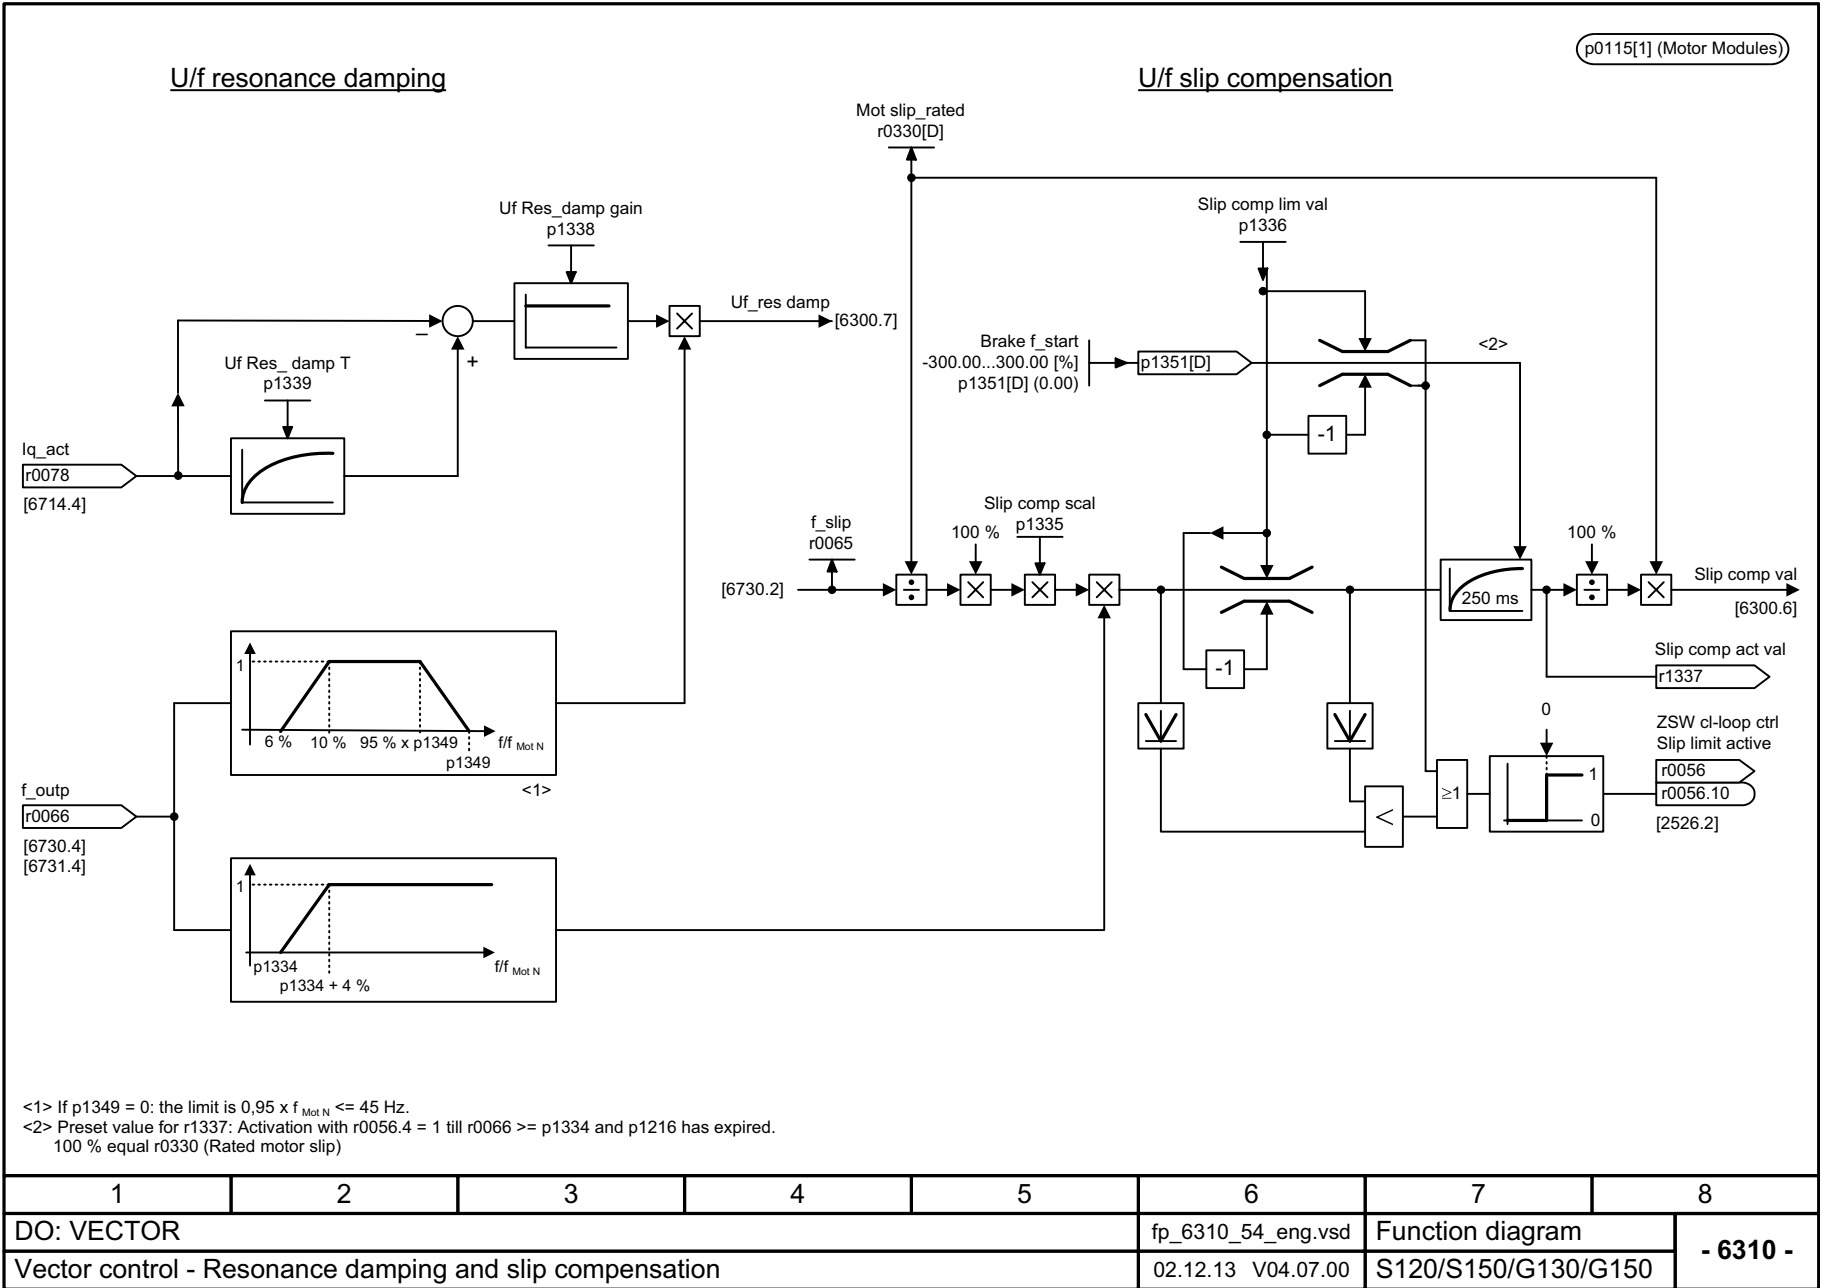 p0115[1] (Motor Modules)
U/f resonance damping
U/f slip compensation
Mot slip_rated
r0330[D]
Uf Res_damp gain
p1338
Slip comp lim val
p1336
Uf_res damp
[6300.7]
–
+
Uf Res_ damp T
p1339
Brake f_start
-300.00...300.00 [%]
p1351[D] (0.00)
p1351[D]
<2>
-1
Iq_act
r0078
[6714.4]
f_slip
r0065
[6730.2]
÷
100 %
×
Slip comp scal
p1335
×
×
-1
250 ms
100 %
÷
×
Slip comp val
[6300.6]
Slip comp act val
r1337
ZSW cl-loop ctrl
Slip limit active
r0056
r0056.10
[2526.2]
0
1
0
≥1
<
×
1
6 %
10 %
95 % x p1349
p1349
f/f Mot N
<1>
f_outp
r0066
[6730.4]
[6731.4]
1
p1334
p1334 + 4 %
f/f Mot N
<1> If p1349 = 0: the limit is 0,95 x f Mot N <= 45 Hz.
<2> Preset value for r1337: Activation with r0056.4 = 1 till r0066 >= p1334 and p1216 has expired.
100 % equal r0330 (Rated motor slip)
1 2 3 4 5 6 7 8
DO: VECTOR
fp_6310_54_eng.vsd
Function diagram
- 6310 -
Vector control - Resonance damping and slip compensation
02.12.13 V04.07.00
S120/S150/G130/G150